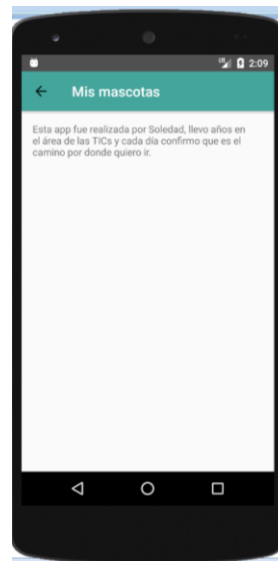 2:09
Mis mascotas
Esta app fue realizada por Soledad, llevo años en
el área de las TICs y cada día confirmo que es el
camino por donde quiero ir.